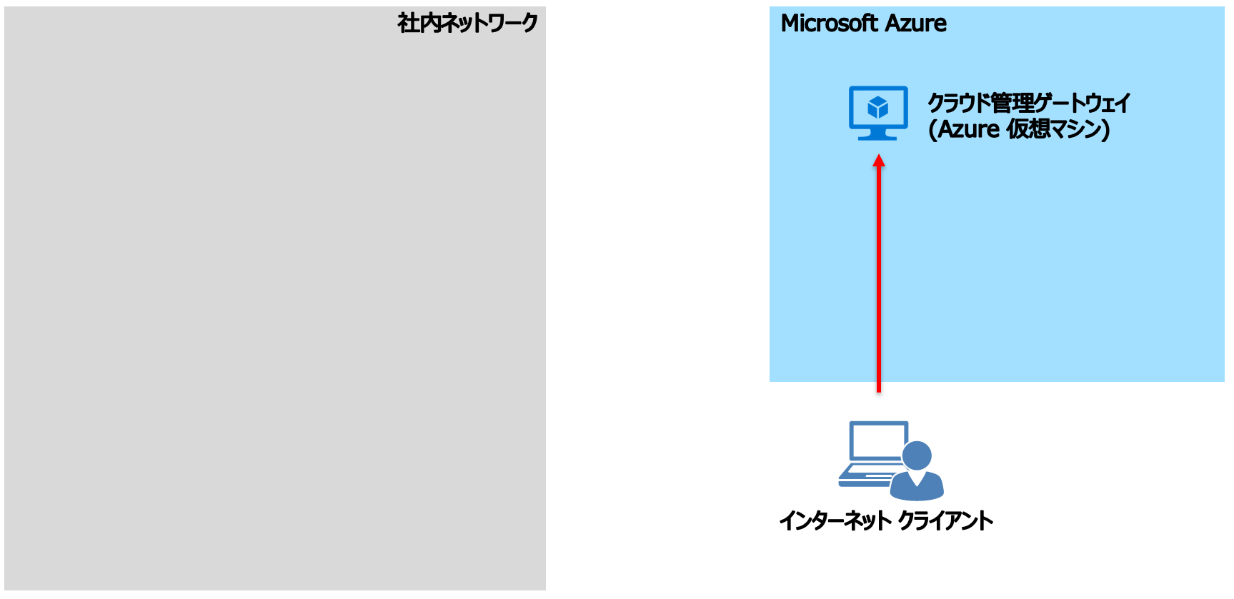 社内ネットワーク
Microsoft Azure
クラウド管理ゲートウェイ
(Azure 仮想マシン)
インターネット クライアント